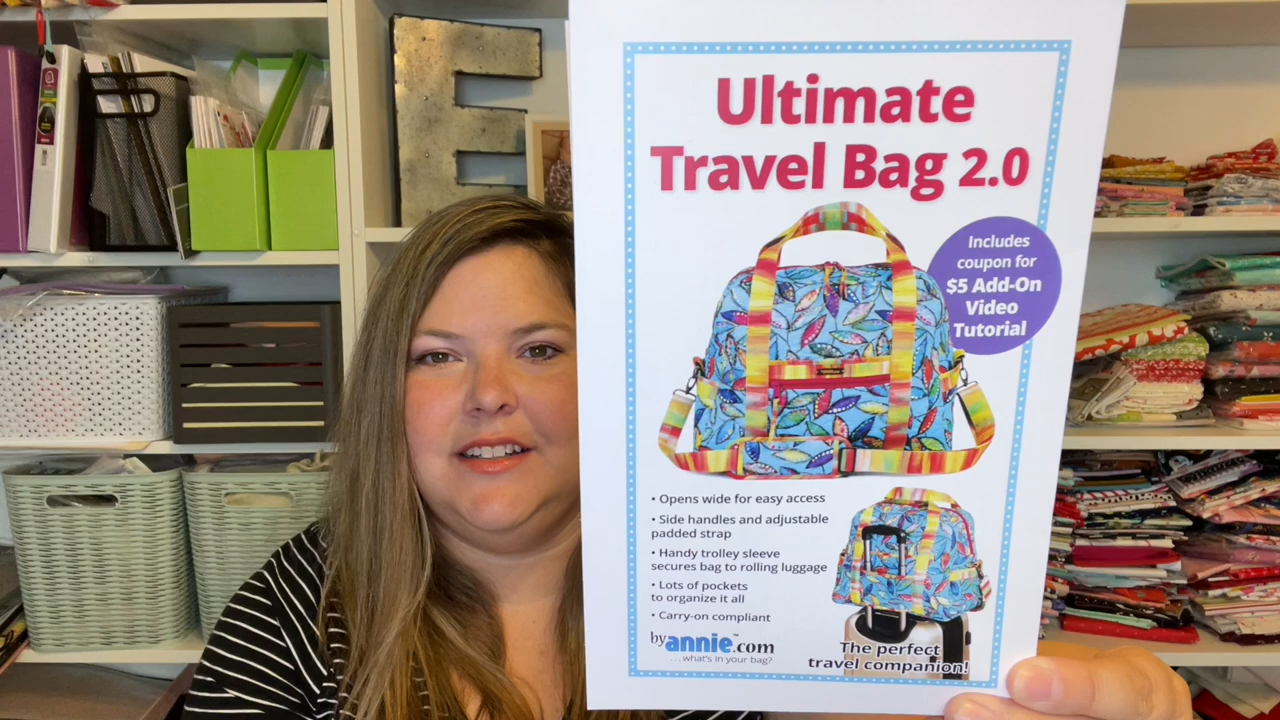 E
Ultimate
Travel Bag 2.0
Includes
coupon for
$5 Add-On
Video
Tutorial
• Opens wide for easy access
• Side handles and adjustable
padded strap
• Handy trolley sleeve
secures bag to rolling luggage
• Lots of pockets
to organize it all
• Carry-on compliant
byannie.com™
...what's in your bag?
The perfect
travel companion!